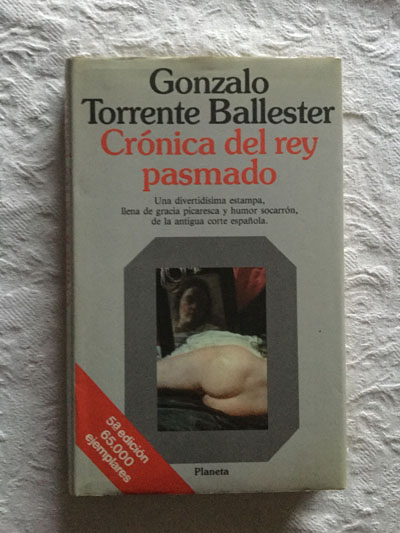 Gonzalo
Torrente Ballester
Crónica del rey
pasmado
Una divertidísima estampa,
llena de gracia picaresca y humor socarrón,
de la antigua corte española.
5ª edición
65.000
ejemplares
Planeta